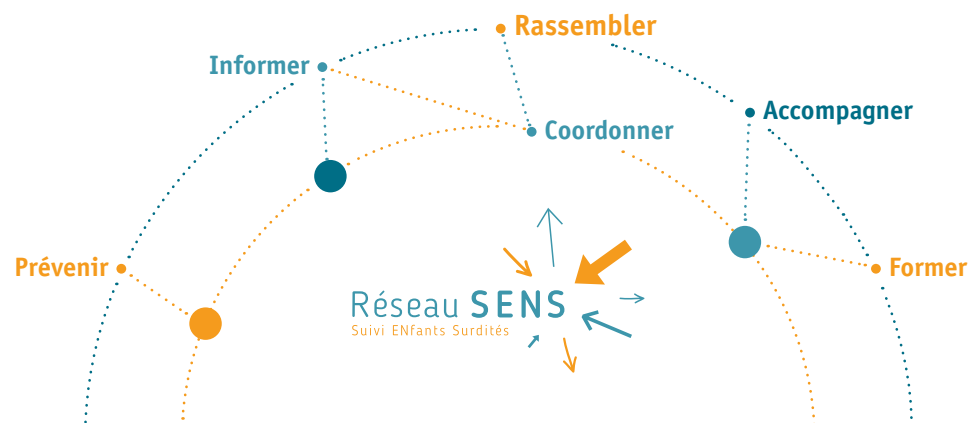 Rassembler
Informer
Accompagner
Coordonner
Prévenir
Former
Réseau SENS
Suivi ENfants Surdités